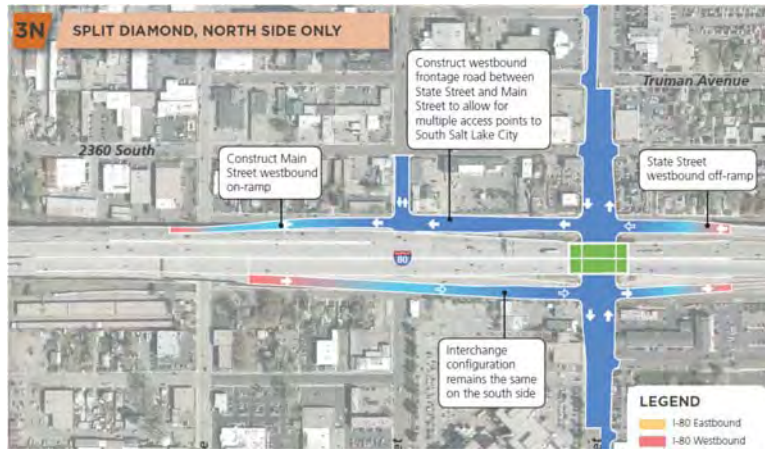 3N
SPLIT DIAMOND, NORTH SIDE ONLY
Construct westbound
frontage road between
State Street and Main
Street to allow for
multiple access points to
South Salt Lake City
Truman Avenue
2360 South
Construct Main
Street westbound
on-ramp
State Street
westbound off-ramp
80
Interchange
configuration
remains the same
on the south side
LEGEND
I-80 Eastbound
I-80 Westbound